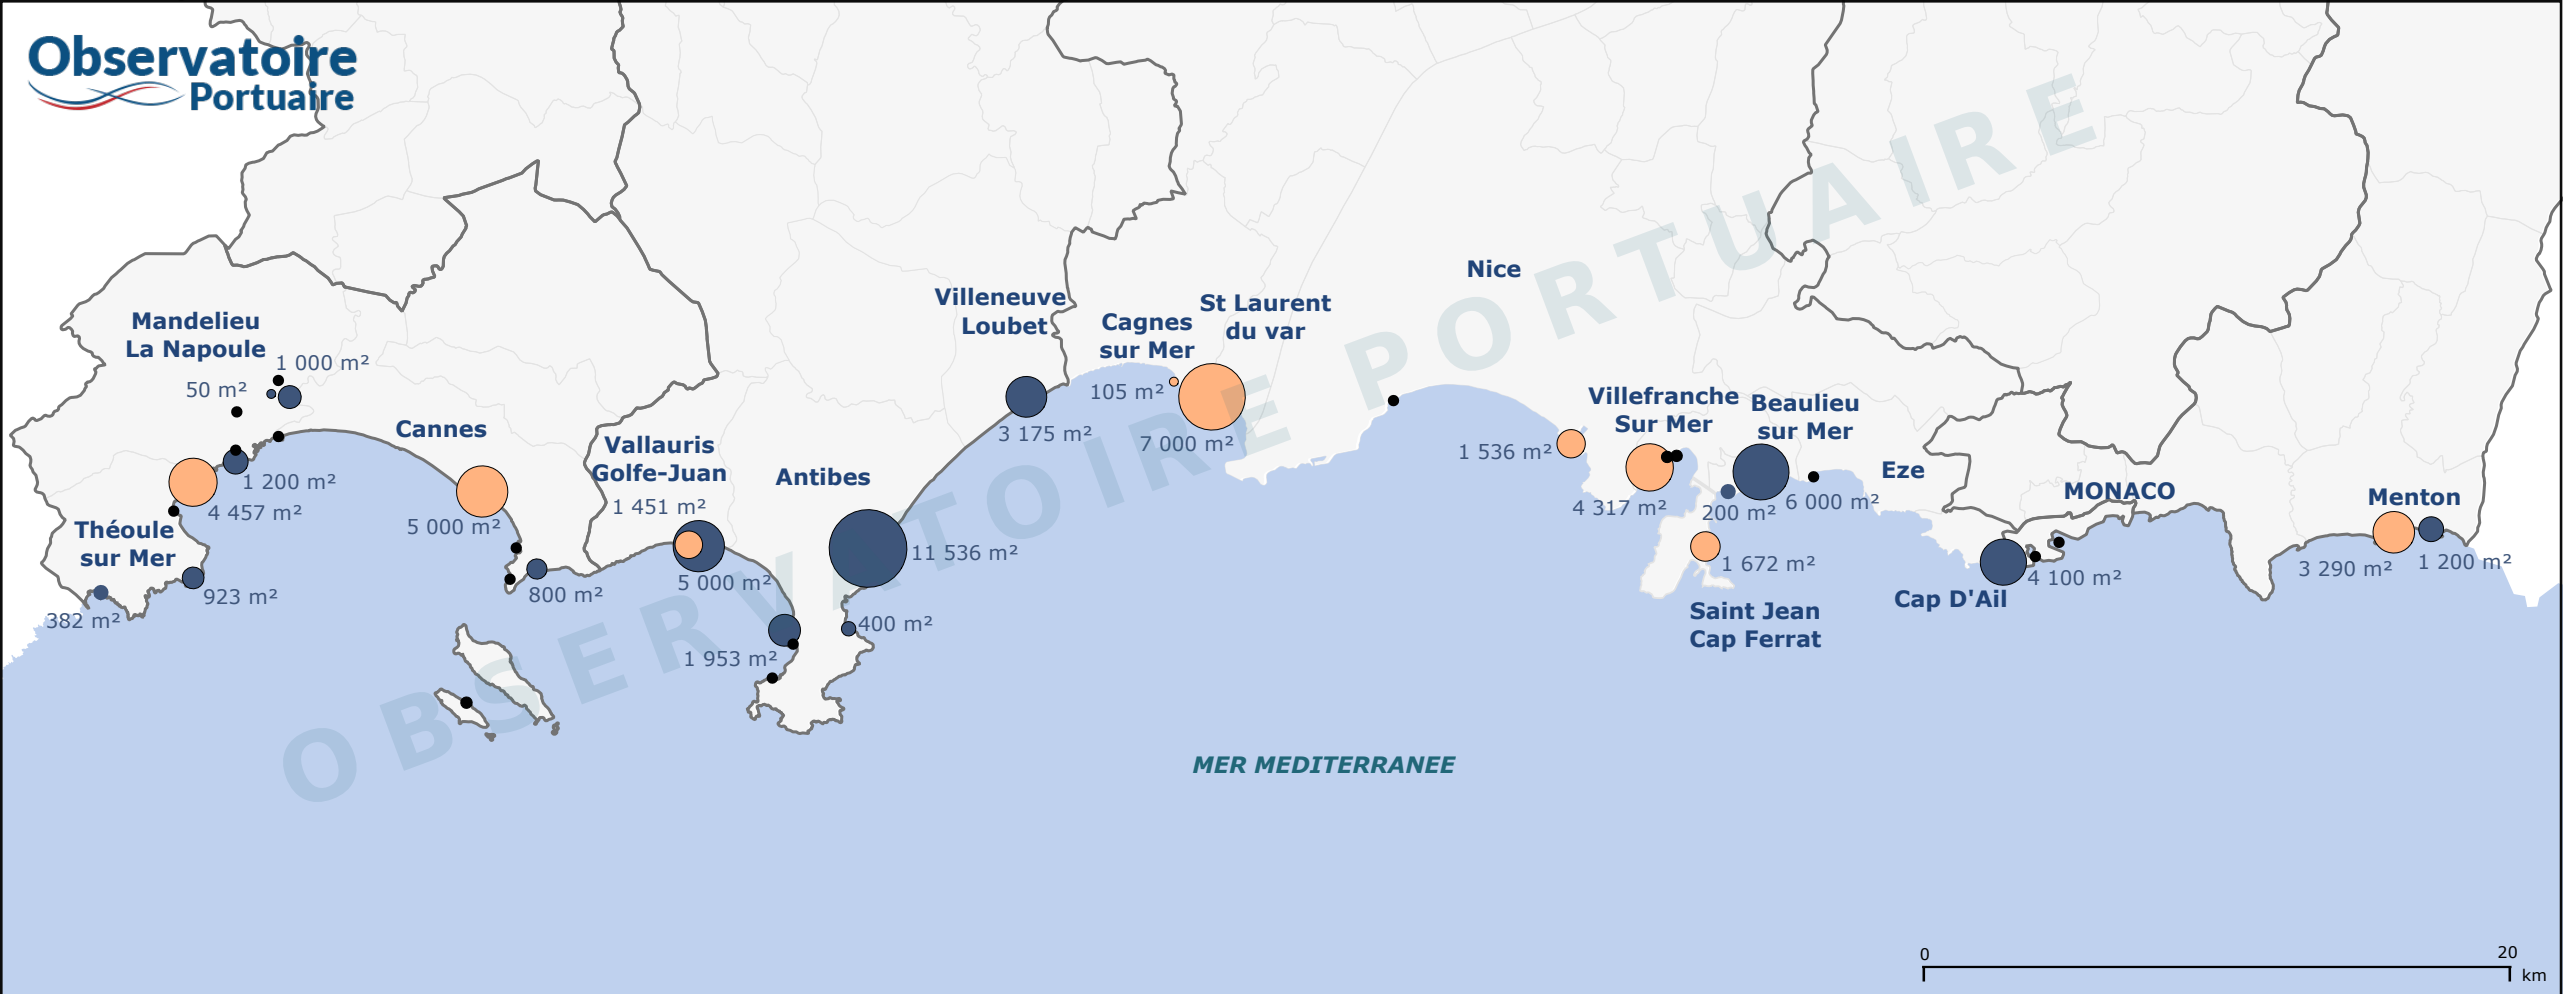 Observatoire
Portuaire
OBSERVATOIRE PORTUAIRE
Mandelieu
La Napoule
1 000 m²
50 m²
1 200 m²
4 457 m²
Théoule
sur Mer
923 m²
382 m²
Cannes
5 000 m²
800 m²
Vallauris
Golfe-Juan
1 451 m²
5 000 m²
1 953 m²
Antibes
11 536 m²
400 m²
Villeneuve
Loubet
3 175 m²
Cagnes
sur Mer
105 m²
St Laurent
du var
7 000 m²
Nice
1 536 m²
Villefranche
Sur Mer
4 317 m²
Beaulieu
sur Mer
200 m²
6 000 m²
1 672 m²
Saint Jean
Cap Ferrat
Eze
MONACO
4 100 m²
Cap D'Ail
Menton
3 290 m²
1 200 m²
MER MEDITERRANEE
0
20
km